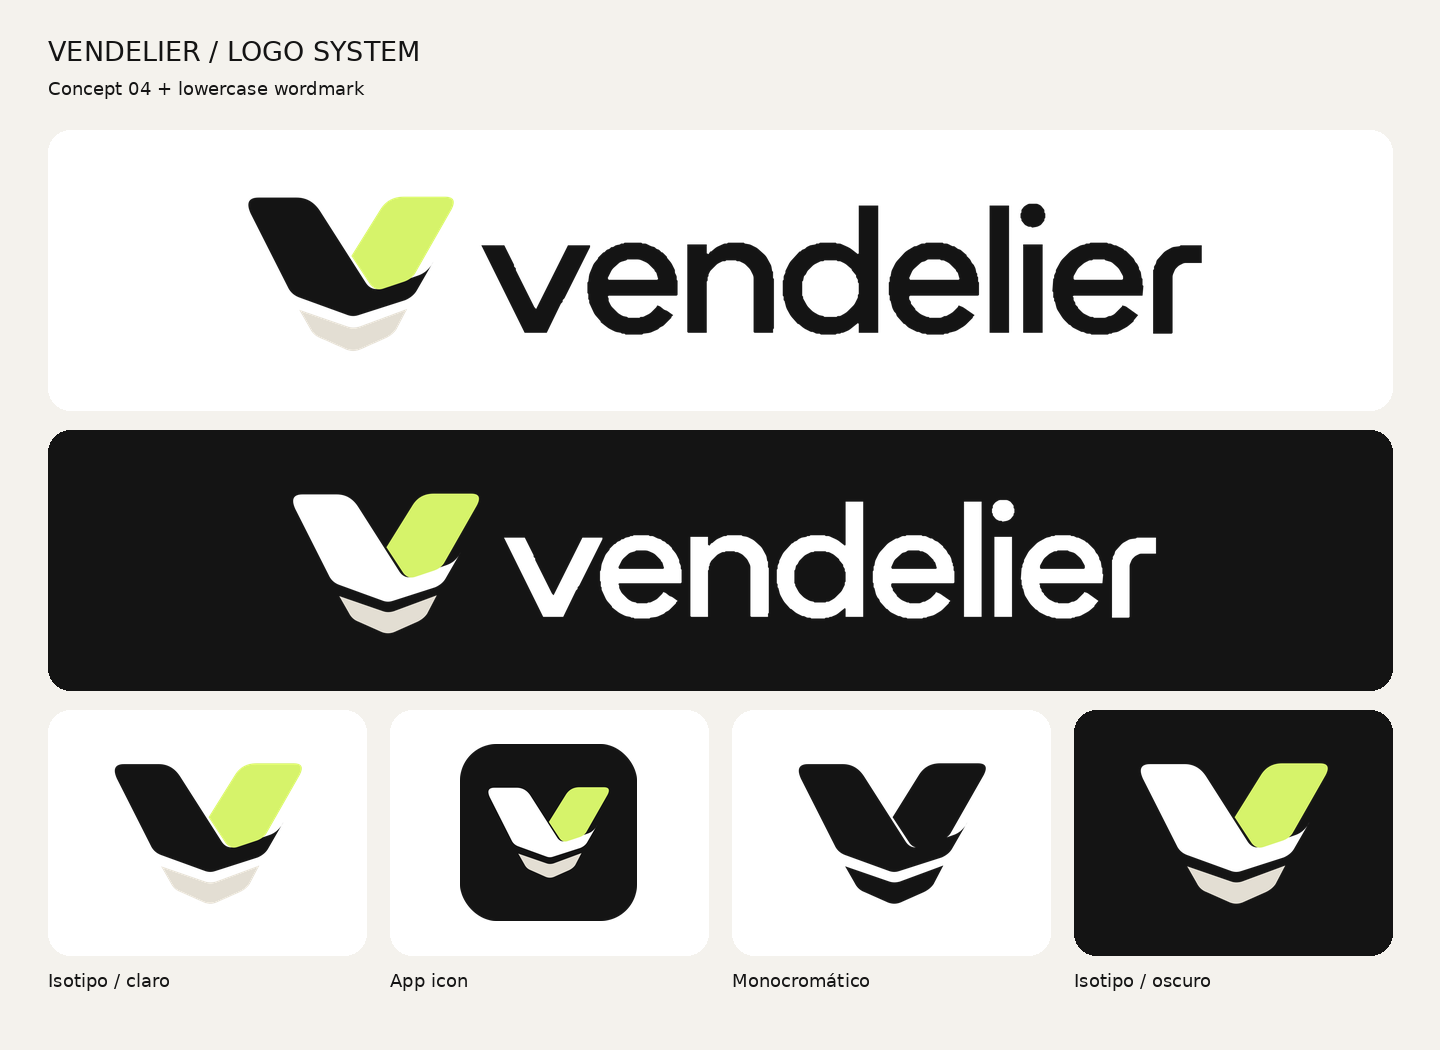 VENDELIER / LOGO SYSTEM
Concept 04 + lowercase wordmark
vendelier
vendelier
Isotipo / claro
App icon
Monocromático
Isotipo / oscuro